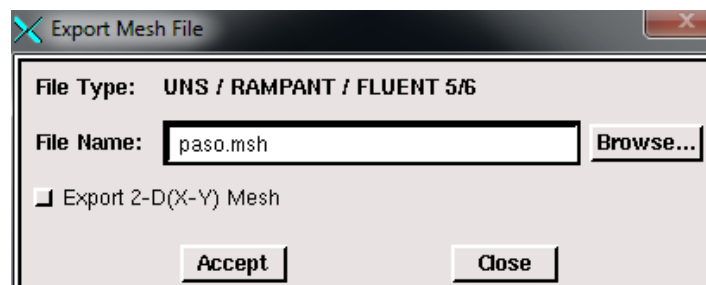 Export Mesh File
File Type: UNS / RAMPANT / FLUENT 5/6
File Name: paso.msh Browse...
Export 2-D(X-Y) Mesh
Accept Close